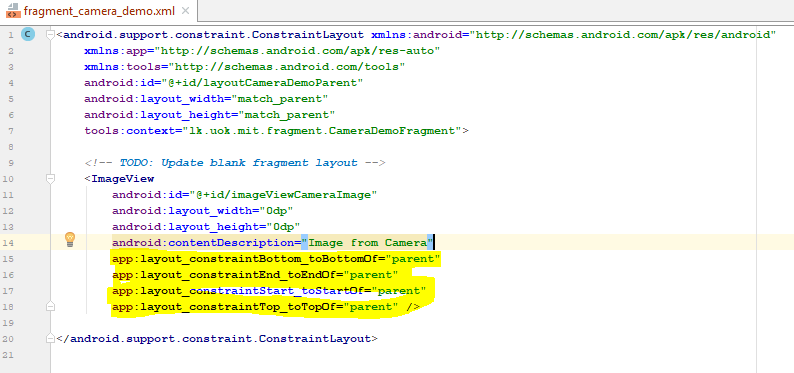 fragment_camera_demo.xml ×
1 C <android.support.constraint.ConstraintLayout xmlns:android="http://schemas.android.com/apk/res/android"
2 xmlns:app="http://schemas.android.com/apk/res-auto"
3 xmlns:tools="http://schemas.android.com/tools"
4 android:id="@+id/layoutCameraDemoParent"
5 android:layout_width="match_parent"
6 android:layout_height="match_parent"
7 tools:context="lk.uok.mit.fragment.CameraDemoFragment">
8
9 <!-- TODO: Update blank fragment layout -->
10 <ImageView
11 android:id="@+id/imageViewCameraImage"
12 android:layout_width="0dp"
13 android:layout_height="0dp"
14 android:contentDescription="Image from Camera"
15 app:layout_constraintBottom_toBottomOf="parent"
16 app:layout_constraintEnd_toEndOf="parent"
17 app:layout_constraintStart_toStartOf="parent"
18 app:layout_constraintTop_toTopOf="parent" />
19
20 </android.support.constraint.ConstraintLayout>
21